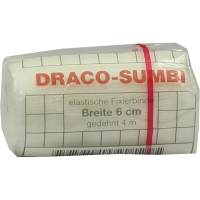 DRACO-SUMBI
elastische Fixierbinde
Breite 6 cm
gedehnt 4 m